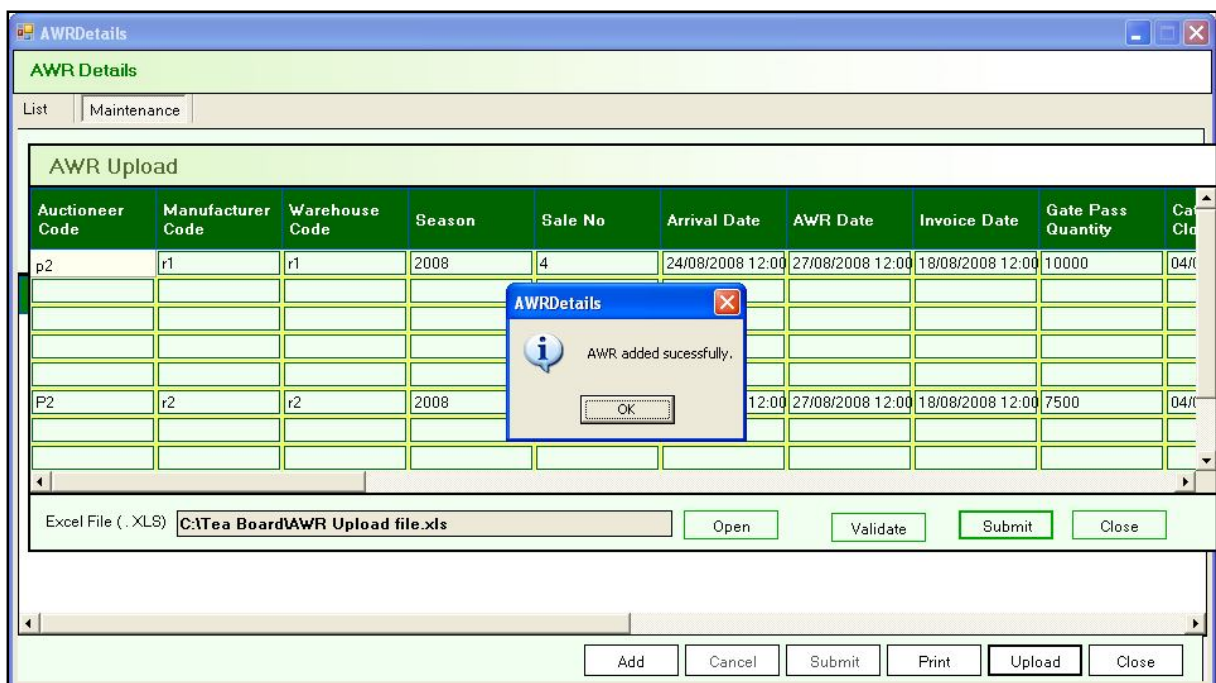 AWRDetails
AWR Details
List Maintenance
AWR Upload
Auctioneer Code Manufacturer Code Warehouse Code Season Sale No Arrival Date AWR Date Invoice Date Gate Pass Quantity
p2 r1 r1 2008 4 24/08/2008 12:00 27/08/2008 12:00 18/08/2008 12:00 10000 04/0
AWRDetails
AWR added sucessfully.
OK
P2 r2 r2 2008 12:00 27/08/2008 12:00 18/08/2008 12:00 7500 04/0
Excel File ( . XLS) C:\Tea Board\AWR Upload file.xls Open Validate Submit Close
Add Cancel Submit Print Upload Close